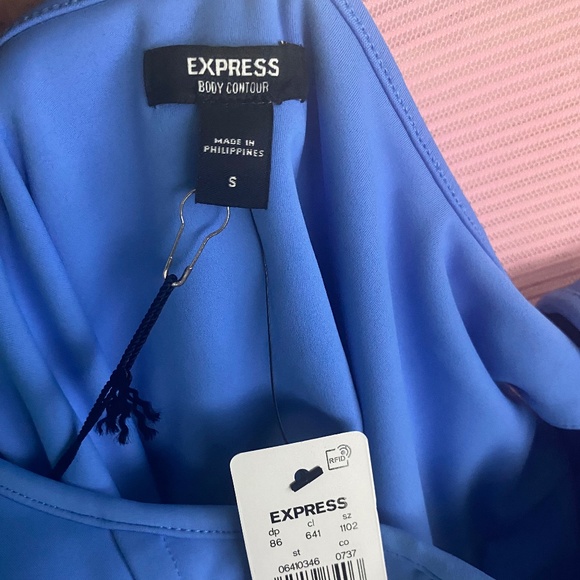 EXPRESS
BODY CONTOUR
MADE IN
PHILIPPINES
S
RFID
EXPRESS
dp cl sz
86 641 1102
st co
06410346 0737